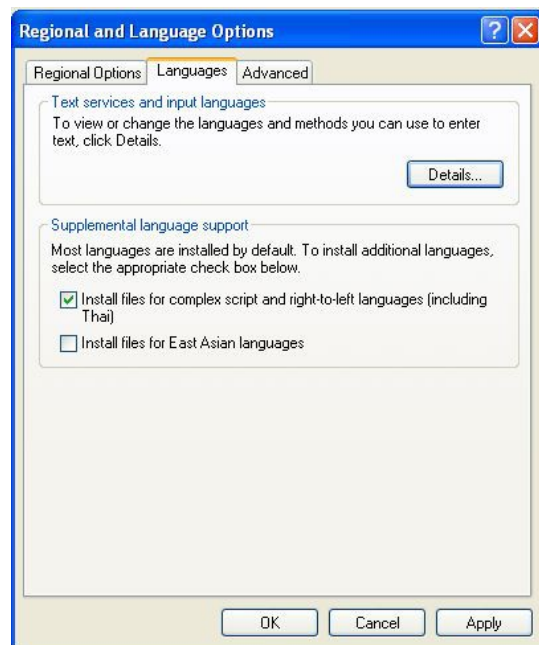 Regional and Language Options
Regional Options Languages Advanced
Text services and input languages
To view or change the languages and methods you can use to enter
text, click Details.
Details...
Supplemental language support
Most languages are installed by default. To install additional languages,
select the appropriate check box below.
Install files for complex script and right-to-left languages (including
Thai)
Install files for East Asian languages
OK Cancel Apply